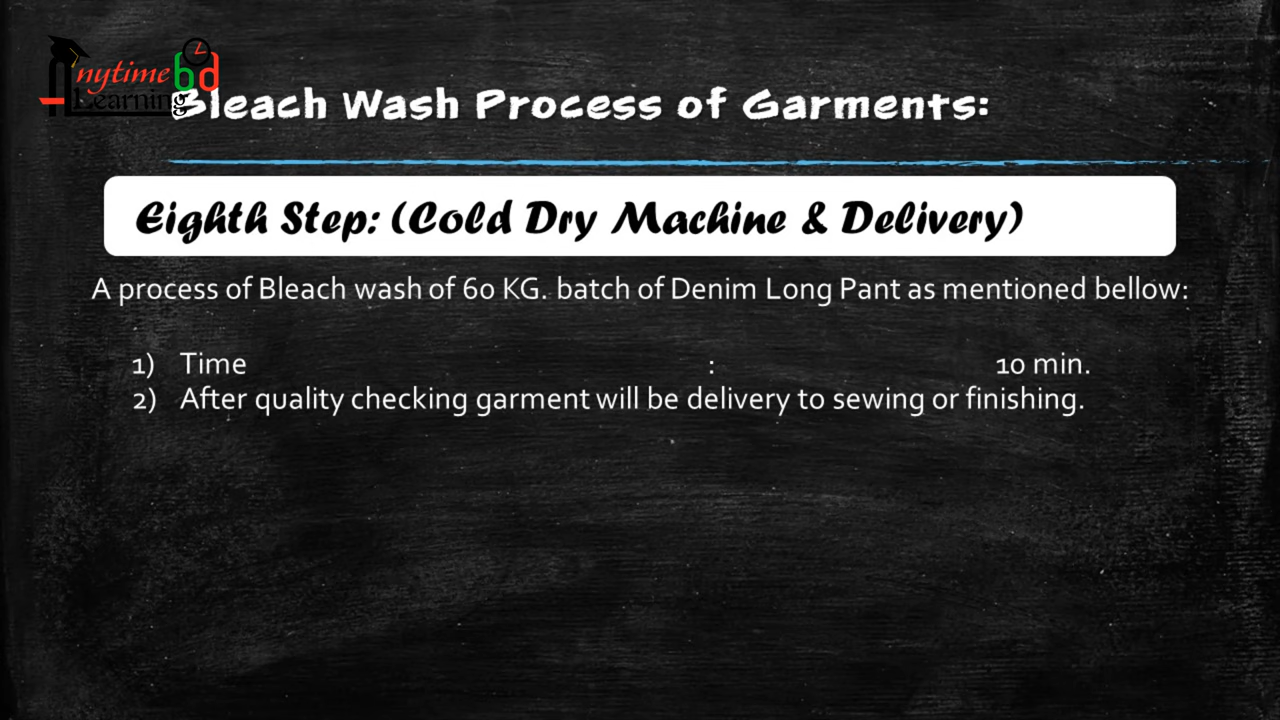 nytime bd
Learning
Bleach Wash Process of Garments:
Eighth Step: (Cold Dry Machine & Delivery)
A process of Bleach wash of 60 KG. batch of Denim Long Pant as mentioned bellow:
1) Time : 10 min.
2) After quality checking garment will be delivery to sewing or finishing.